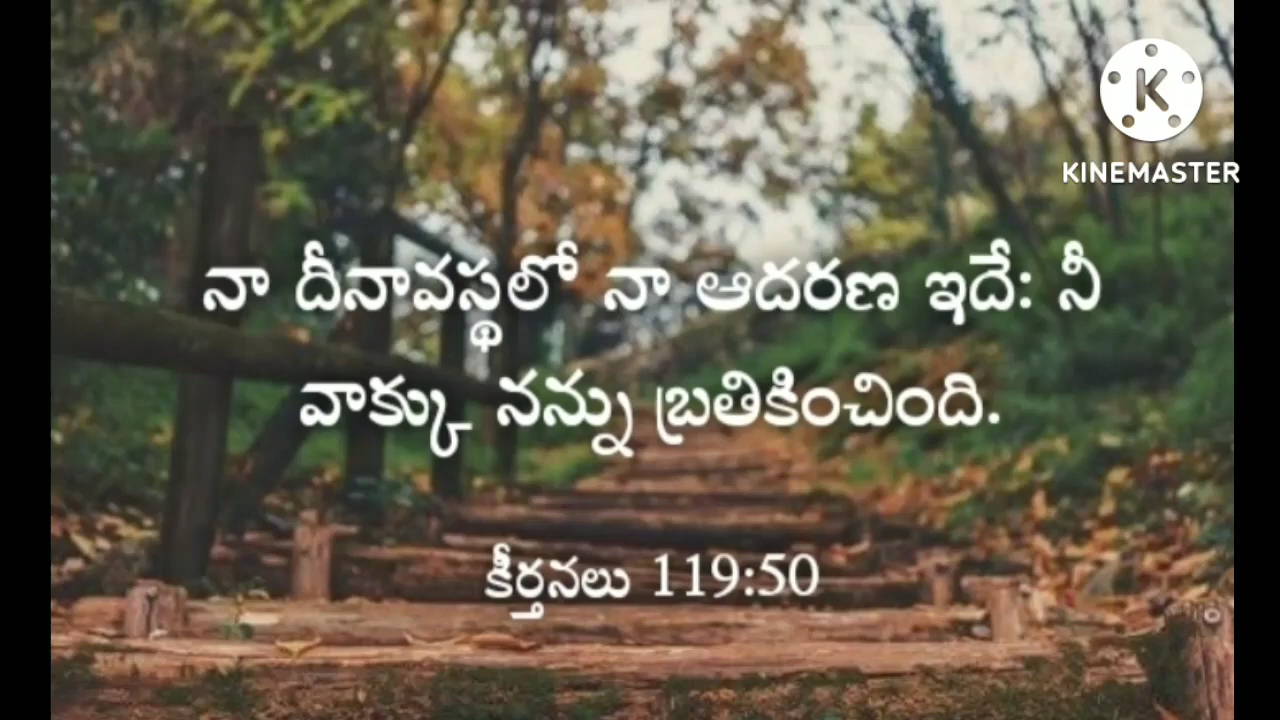 KINEMASTER
నా దీనావస్థలో నా ఆదరణ ఇదే: నీ
వాక్కు నన్ను బ్రతికించింది.
కీర్తనలు 119:50